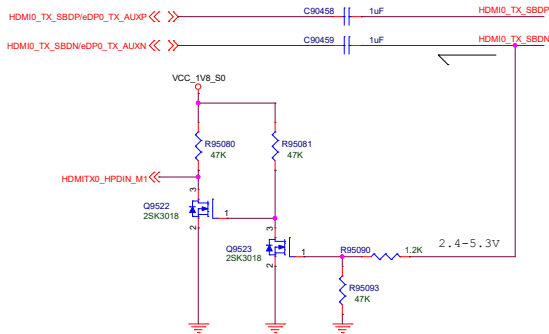 C90458 1uF HDMI0_TX_SBDP
HDMI0_TX_SBDP/eDP0_TX_AUXP
C90459 1uF HDMI0_TX_SBDN
HDMI0_TX_SBDN/eDP0_TX_AUXN
VCC_1V8_S0
R95080 R95081
47K 47K
HDMITX0_HPDIN_M1
3
Q9522 1
2SK3018 2
3
Q9523 1
2SK3018 2
R95090 1.2K 2.4-5.3V
R95093
47K